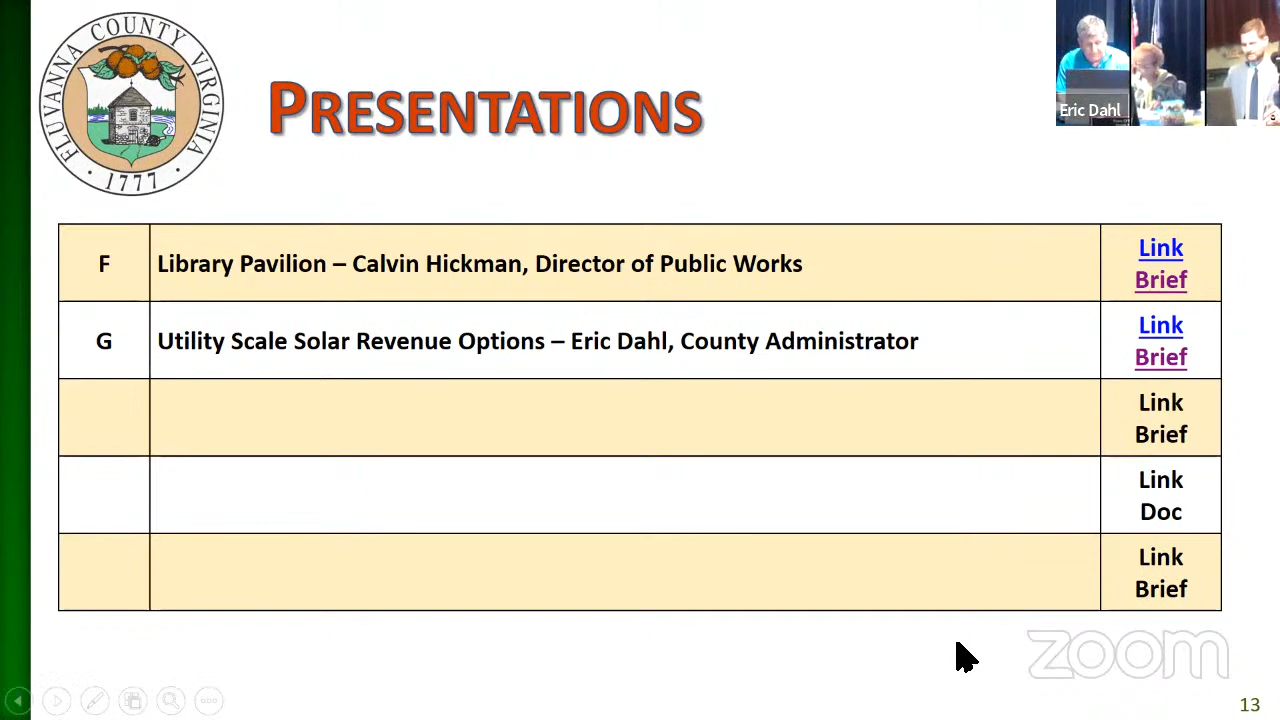 FLUVANNA COUNTY VIRGINIA
• 1777 •
PRESENTATIONS
Eric Dahl
F
Library Pavilion – Calvin Hickman, Director of Public Works
Link
Brief
G
Utility Scale Solar Revenue Options – Eric Dahl, County Administrator
Link
Brief
Link
Brief
Link
Doc
Link
Brief
zoom
13